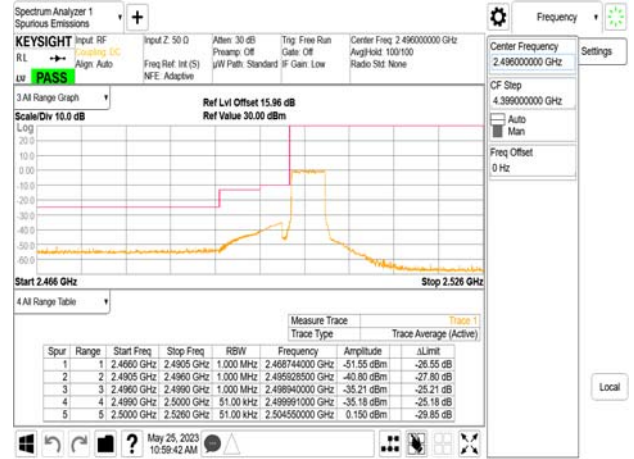 Spectrum Analyzer 1
Spurious Emissions
Frequency
KEYSIGHT
Input: RF
Coupling: DC
Align: Auto
Input Z: 50 Ω
Freq Ref: Int (S)
NFE: Adaptive
Atten: 30 dB
Preamp: Off
µW Path: Standard
Trig: Free Run
Gate: Off
IF Gain: Low
Center Freq: 2.496000000 GHz
Avg|Hold: 100/100
Radio Std: None
RL
PASS
Center Frequency
2.496000000 GHz
Settings
CF Step
4.399000000 GHz
Auto
Man
Freq Offset
0 Hz
3 All Range Graph
Scale/Div 10.0 dB
Ref Lvl Offset 15.96 dB
Ref Value 30.00 dBm
Log
20.0
10.0
0.00
-10.0
-20.0
-30.0
-40.0
-50.0
-60.0
Start 2.466 GHz
Stop 2.526 GHz
4 All Range Table
Measure Trace Trace 1
Trace Type Trace Average (Active)
Spur Range Start Freq Stop Freq RBW Frequency Amplitude ΔLimit
1 1 2.4660 GHz 2.4905 GHz 1.000 MHz 2.468744000 GHz -51.55 dBm -26.55 dB
2 2 2.4905 GHz 2.4960 GHz 1.000 MHz 2.495928500 GHz -40.80 dBm -27.80 dB
3 3 2.4960 GHz 2.4990 GHz 1.000 MHz 2.498940000 GHz -35.21 dBm -25.21 dB
4 4 2.4990 GHz 2.5000 GHz 51.00 kHz 2.499991000 GHz -35.18 dBm -25.18 dB
5 5 2.5000 GHz 2.5260 GHz 51.00 kHz 2.504550000 GHz 0.150 dBm -29.85 dB
Local
May 25, 2023
10:59:42 AM